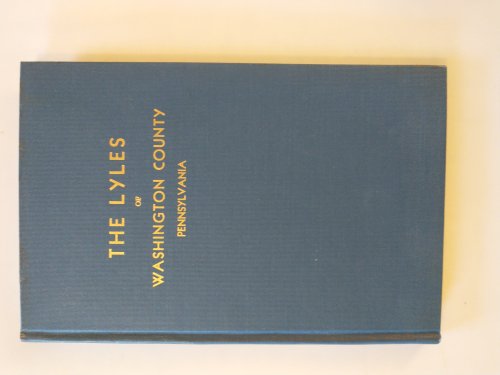 THE LYLES
OF
WASHINGTON COUNTY
PENNSYLVANIA